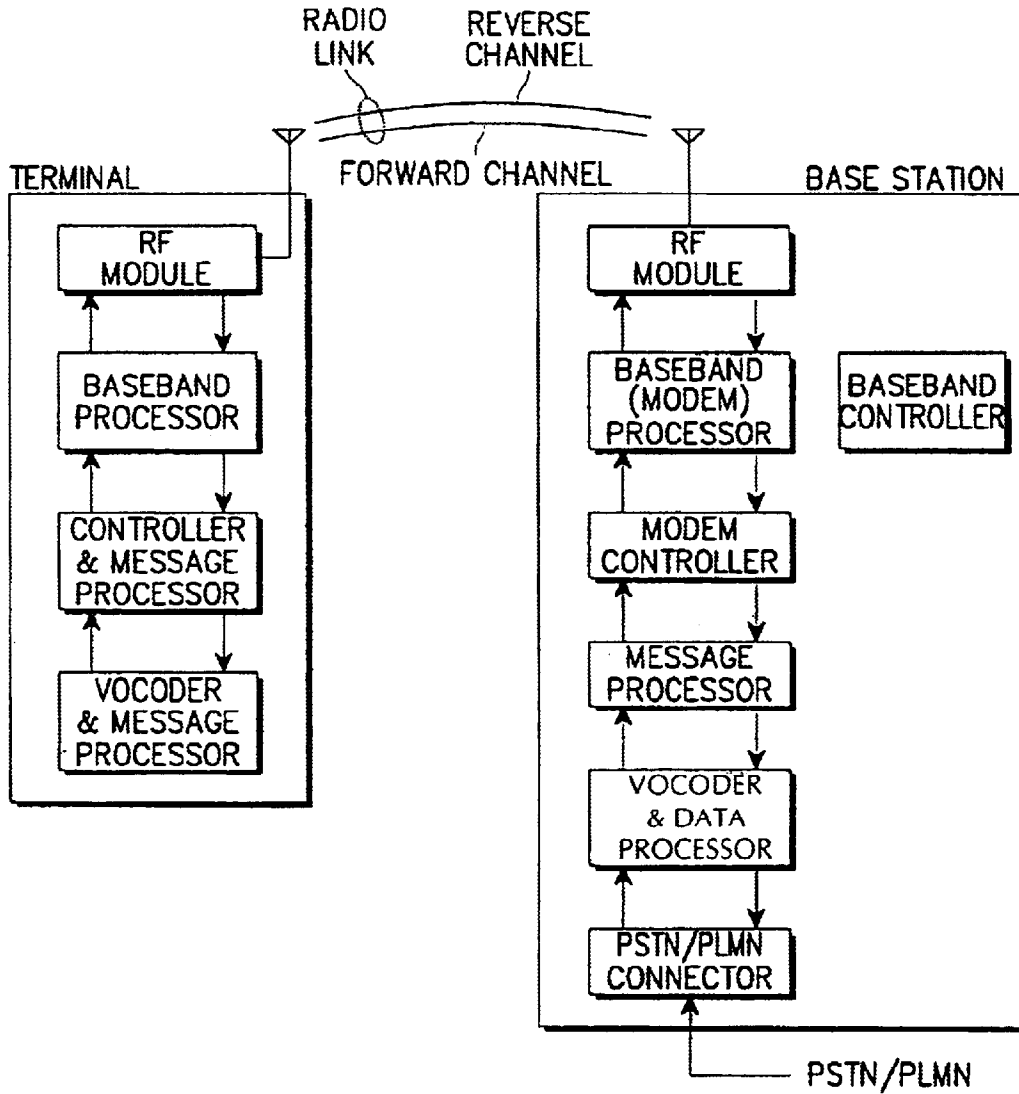 RADIO
LINK
REVERSE
CHANNEL
FORWARD CHANNEL
TERMINAL
RF
MODULE
BASEBAND
PROCESSOR
CONTROLLER
& MESSAGE
PROCESSOR
VOCODER
& MESSAGE
PROCESSOR
BASE STATION
RF
MODULE
BASEBAND
(MODEM)
PROCESSOR
BASEBAND
CONTROLLER
MODEM
CONTROLLER
MESSAGE
PROCESSOR
VOCODER
& DATA
PROCESSOR
PSTN/PLMN
CONNECTOR
PSTN/PLMN